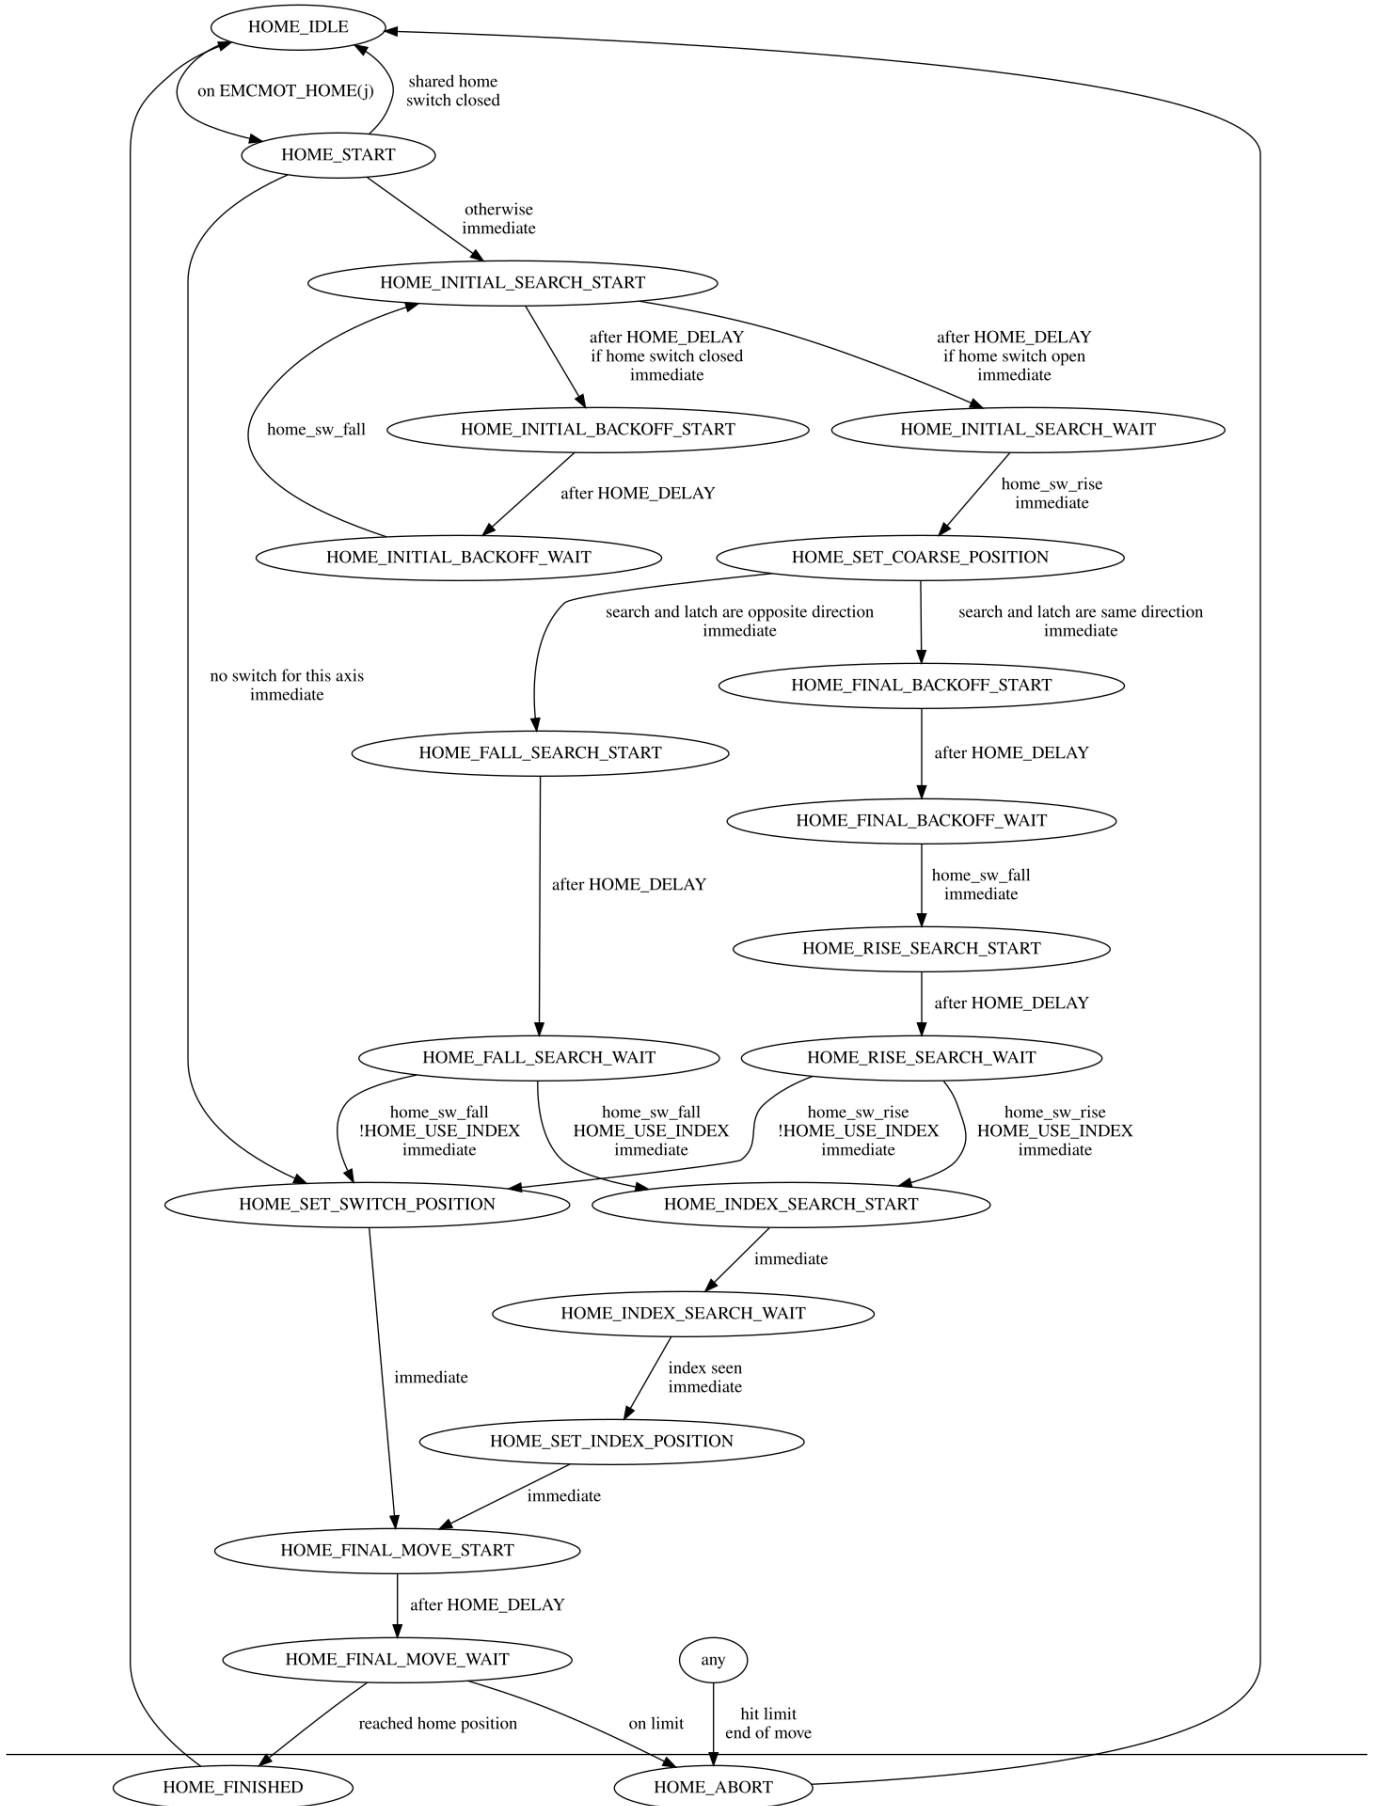 HOME_IDLE
on EMCMOT_HOME(j)
shared home
switch closed
HOME_START
otherwise
immediate
HOME_INITIAL_SEARCH_START
after HOME_DELAY
if home switch closed
immediate
after HOME_DELAY
if home switch open
immediate
home_sw_fall
HOME_INITIAL_BACKOFF_START
HOME_INITIAL_SEARCH_WAIT
after HOME_DELAY
home_sw_rise
immediate
HOME_INITIAL_BACKOFF_WAIT
HOME_SET_COARSE_POSITION
search and latch are opposite direction
immediate
search and latch are same direction
immediate
no switch for this axis
immediate
HOME_FINAL_BACKOFF_START
HOME_FALL_SEARCH_START
after HOME_DELAY
HOME_FINAL_BACKOFF_WAIT
after HOME_DELAY
home_sw_fall
immediate
HOME_RISE_SEARCH_START
after HOME_DELAY
HOME_FALL_SEARCH_WAIT
HOME_RISE_SEARCH_WAIT
home_sw_fall
!HOME_USE_INDEX
immediate
home_sw_fall
HOME_USE_INDEX
immediate
home_sw_rise
!HOME_USE_INDEX
immediate
home_sw_rise
HOME_USE_INDEX
immediate
HOME_SET_SWITCH_POSITION
HOME_INDEX_SEARCH_START
immediate
HOME_INDEX_SEARCH_WAIT
immediate
index seen
immediate
HOME_SET_INDEX_POSITION
immediate
HOME_FINAL_MOVE_START
after HOME_DELAY
HOME_FINAL_MOVE_WAIT
any
reached home position
on limit
hit limit
end of move
HOME_FINISHED
HOME_ABORT